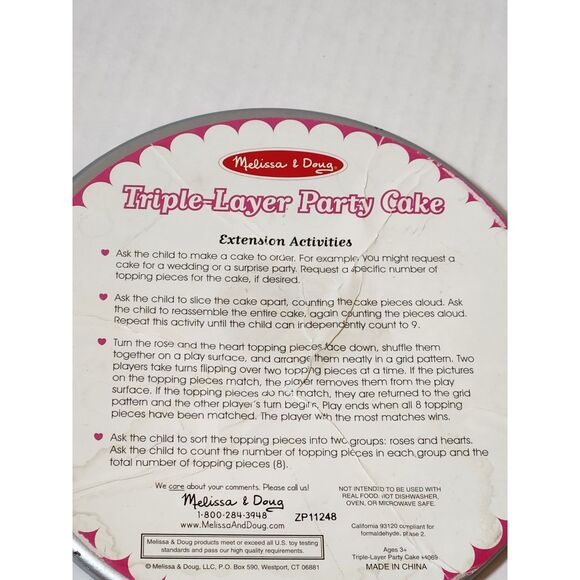 Melissa & Doug
Triple-Layer Party Cake
Extension Activities
Ask the child to make a cake to order. For example, you might request a
cake for a wedding or a surprise party. Request a specific number of
topping pieces for the cake, if desired.
Ask the child to slice the cake apart, counting the cake pieces aloud. Ask
the child to reassemble the entire cake, again counting the pieces aloud.
Repeat this activity until the child can independently count to 9.
Turn the rose and the heart topping pieces face down, shuffle them
together on a play surface, and arrange them neatly in a grid pattern. Two
players take turns flipping over two topping pieces at a time. If the pictures
on the topping pieces match, the player removes them from the play
surface. If the topping pieces do not match, they are returned to the grid
pattern and the other player's turn begins. Play ends when all 8 topping
pieces have been matched. The player with the most matches wins.
Ask the child to sort the topping pieces into two groups: roses and hearts.
Ask the child to count the number of topping pieces in each group and the
total number of topping pieces (8).
We care about your comments. Please call us!
Melissa & Doug
1-800-284-3948
www.MelissaAndDoug.com
ZP11248
Melissa & Doug products meet or exceed all U.S. toy testing
standards and pass our high quality requirements.
© Melissa & Doug, LLC, P.O. Box 590, Westport, CT 06881
NOT INTENDED TO BE USED WITH
REAL FOOD. NOT DISHWASHER,
OVEN, OR MICROWAVE SAFE.
California 93120 compliant for
formaldehyde, phase 2.
Ages 3+
Triple-Layer Party Cake #4069
MADE IN CHINA